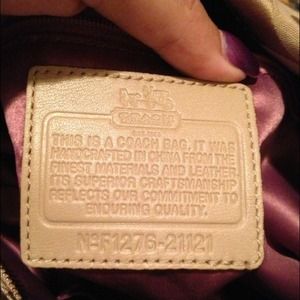 COACH
THIS IS A COACH BAG. IT WAS
HANDCRAFTED IN CHINA FROM THE
FINEST MATERIALS AND LEATHER.
ITS SUPERIOR CRAFTSMANSHIP
REFLECTS OUR COMMITMENT TO
ENDURING QUALITY.
Nº F1276-21121